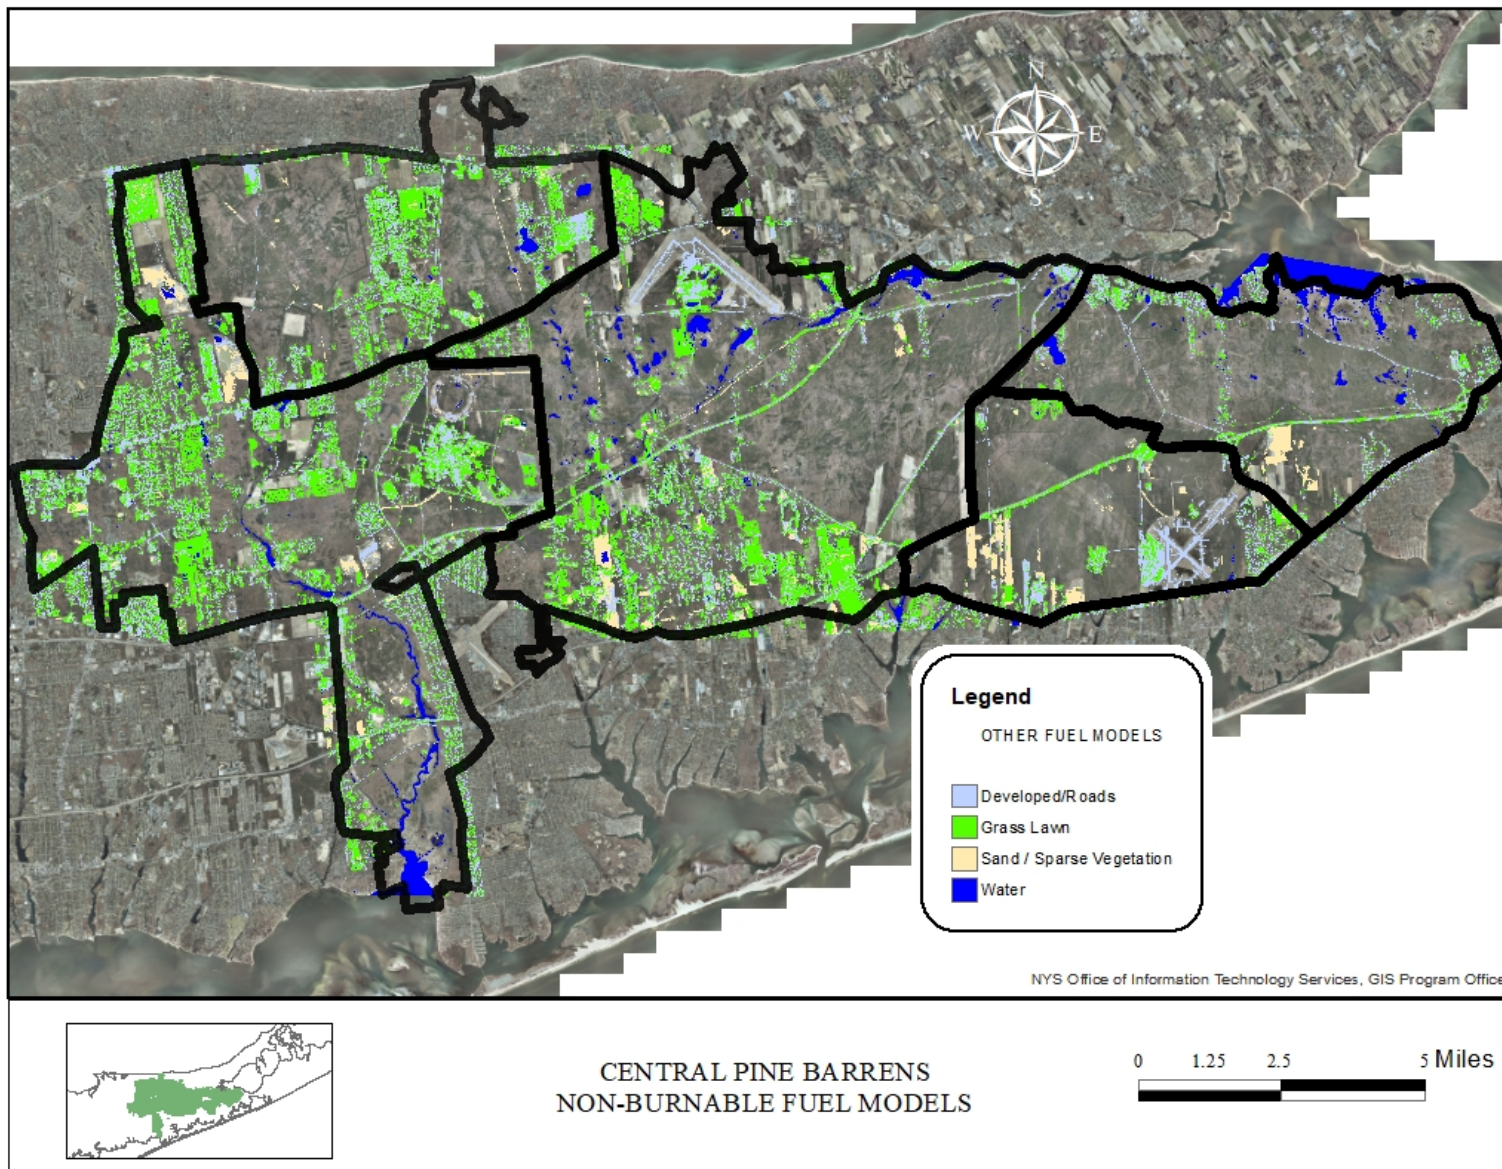 N
W
E
S
Legend
OTHER FUEL MODELS
Developed/Roads
Grass Lawn
Sand / Sparse Vegetation
Water
NYS Office of Information Technology Services, GIS Program Office
CENTRAL PINE BARRENS
NON-BURNABLE FUEL MODELS
0 1.25 2.5 5 Miles